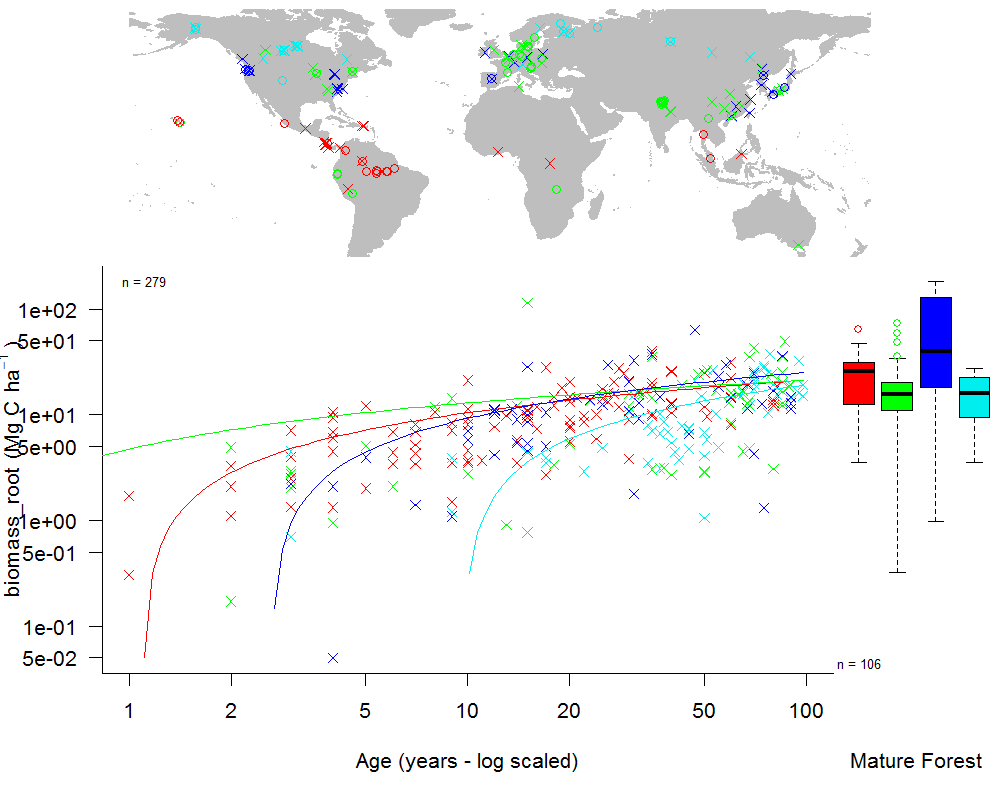 n = 279
1e+02
5e+01
1e+01
5e+00
1e+00
5e-01
1e-01
5e-02
biomass_root (Mg C ha⁻¹)
n = 106
1 2 5 10 20 50 100
Age (years - log scaled)
Mature Forest